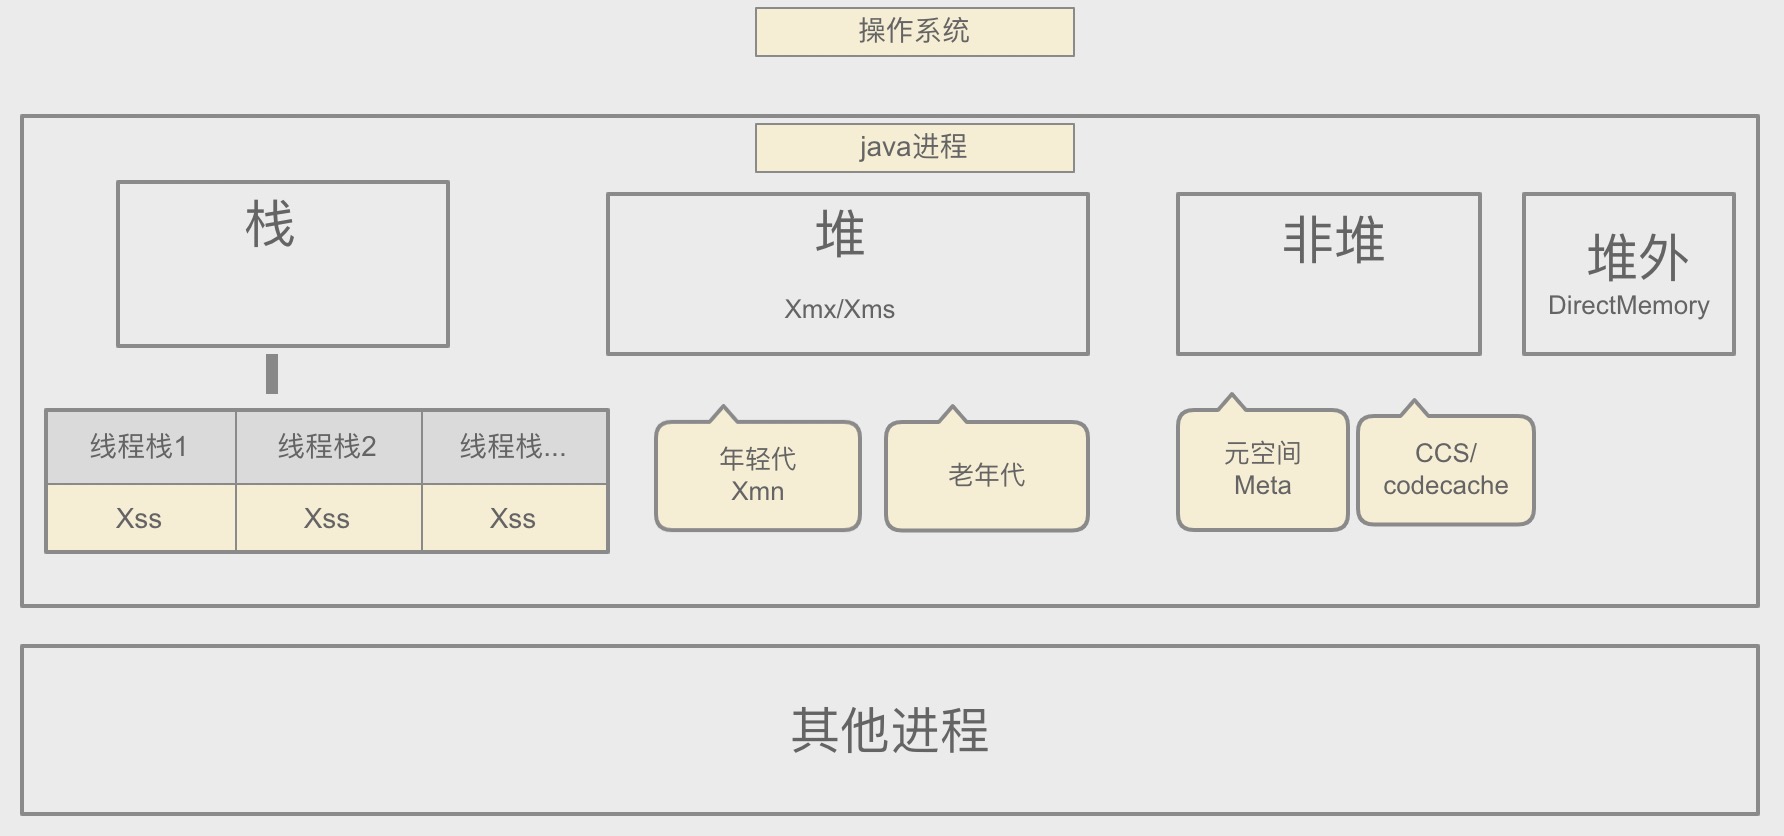 操作系统
java进程
栈
堆
Xmx/Xms
非堆
堆外
DirectMemory
线程栈1
线程栈2
线程栈...
Xss
Xss
Xss
年轻代
Xmn
老年代
元空间
Meta
CCS/
codecache
其他进程